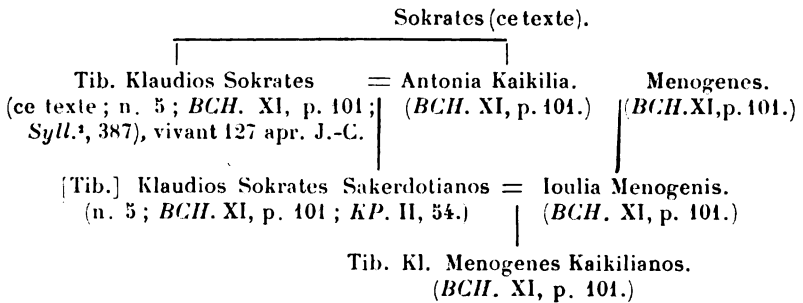 Sokrates (ce texte).
Tib. Klaudios Sokrates = Antonia Kaikilia. Menogenes.
(ce texte ; n. 5 ; BCH. XI, p. 101 ; (BCH. XI, p. 101.) (BCH. XI, p. 101.)
Syll.², 387), vivant 127 apr. J.-C.
[Tib.] Klaudios Sokrates Sakerdotianos = Ioulia Menogenis.
(n. 5 ; BCH. XI, p. 101 ; KP. II, 54.) (BCH. XI, p. 101.)
Tib. Kl. Menogenes Kaikilianos.
(BCH. XI, p. 101.)